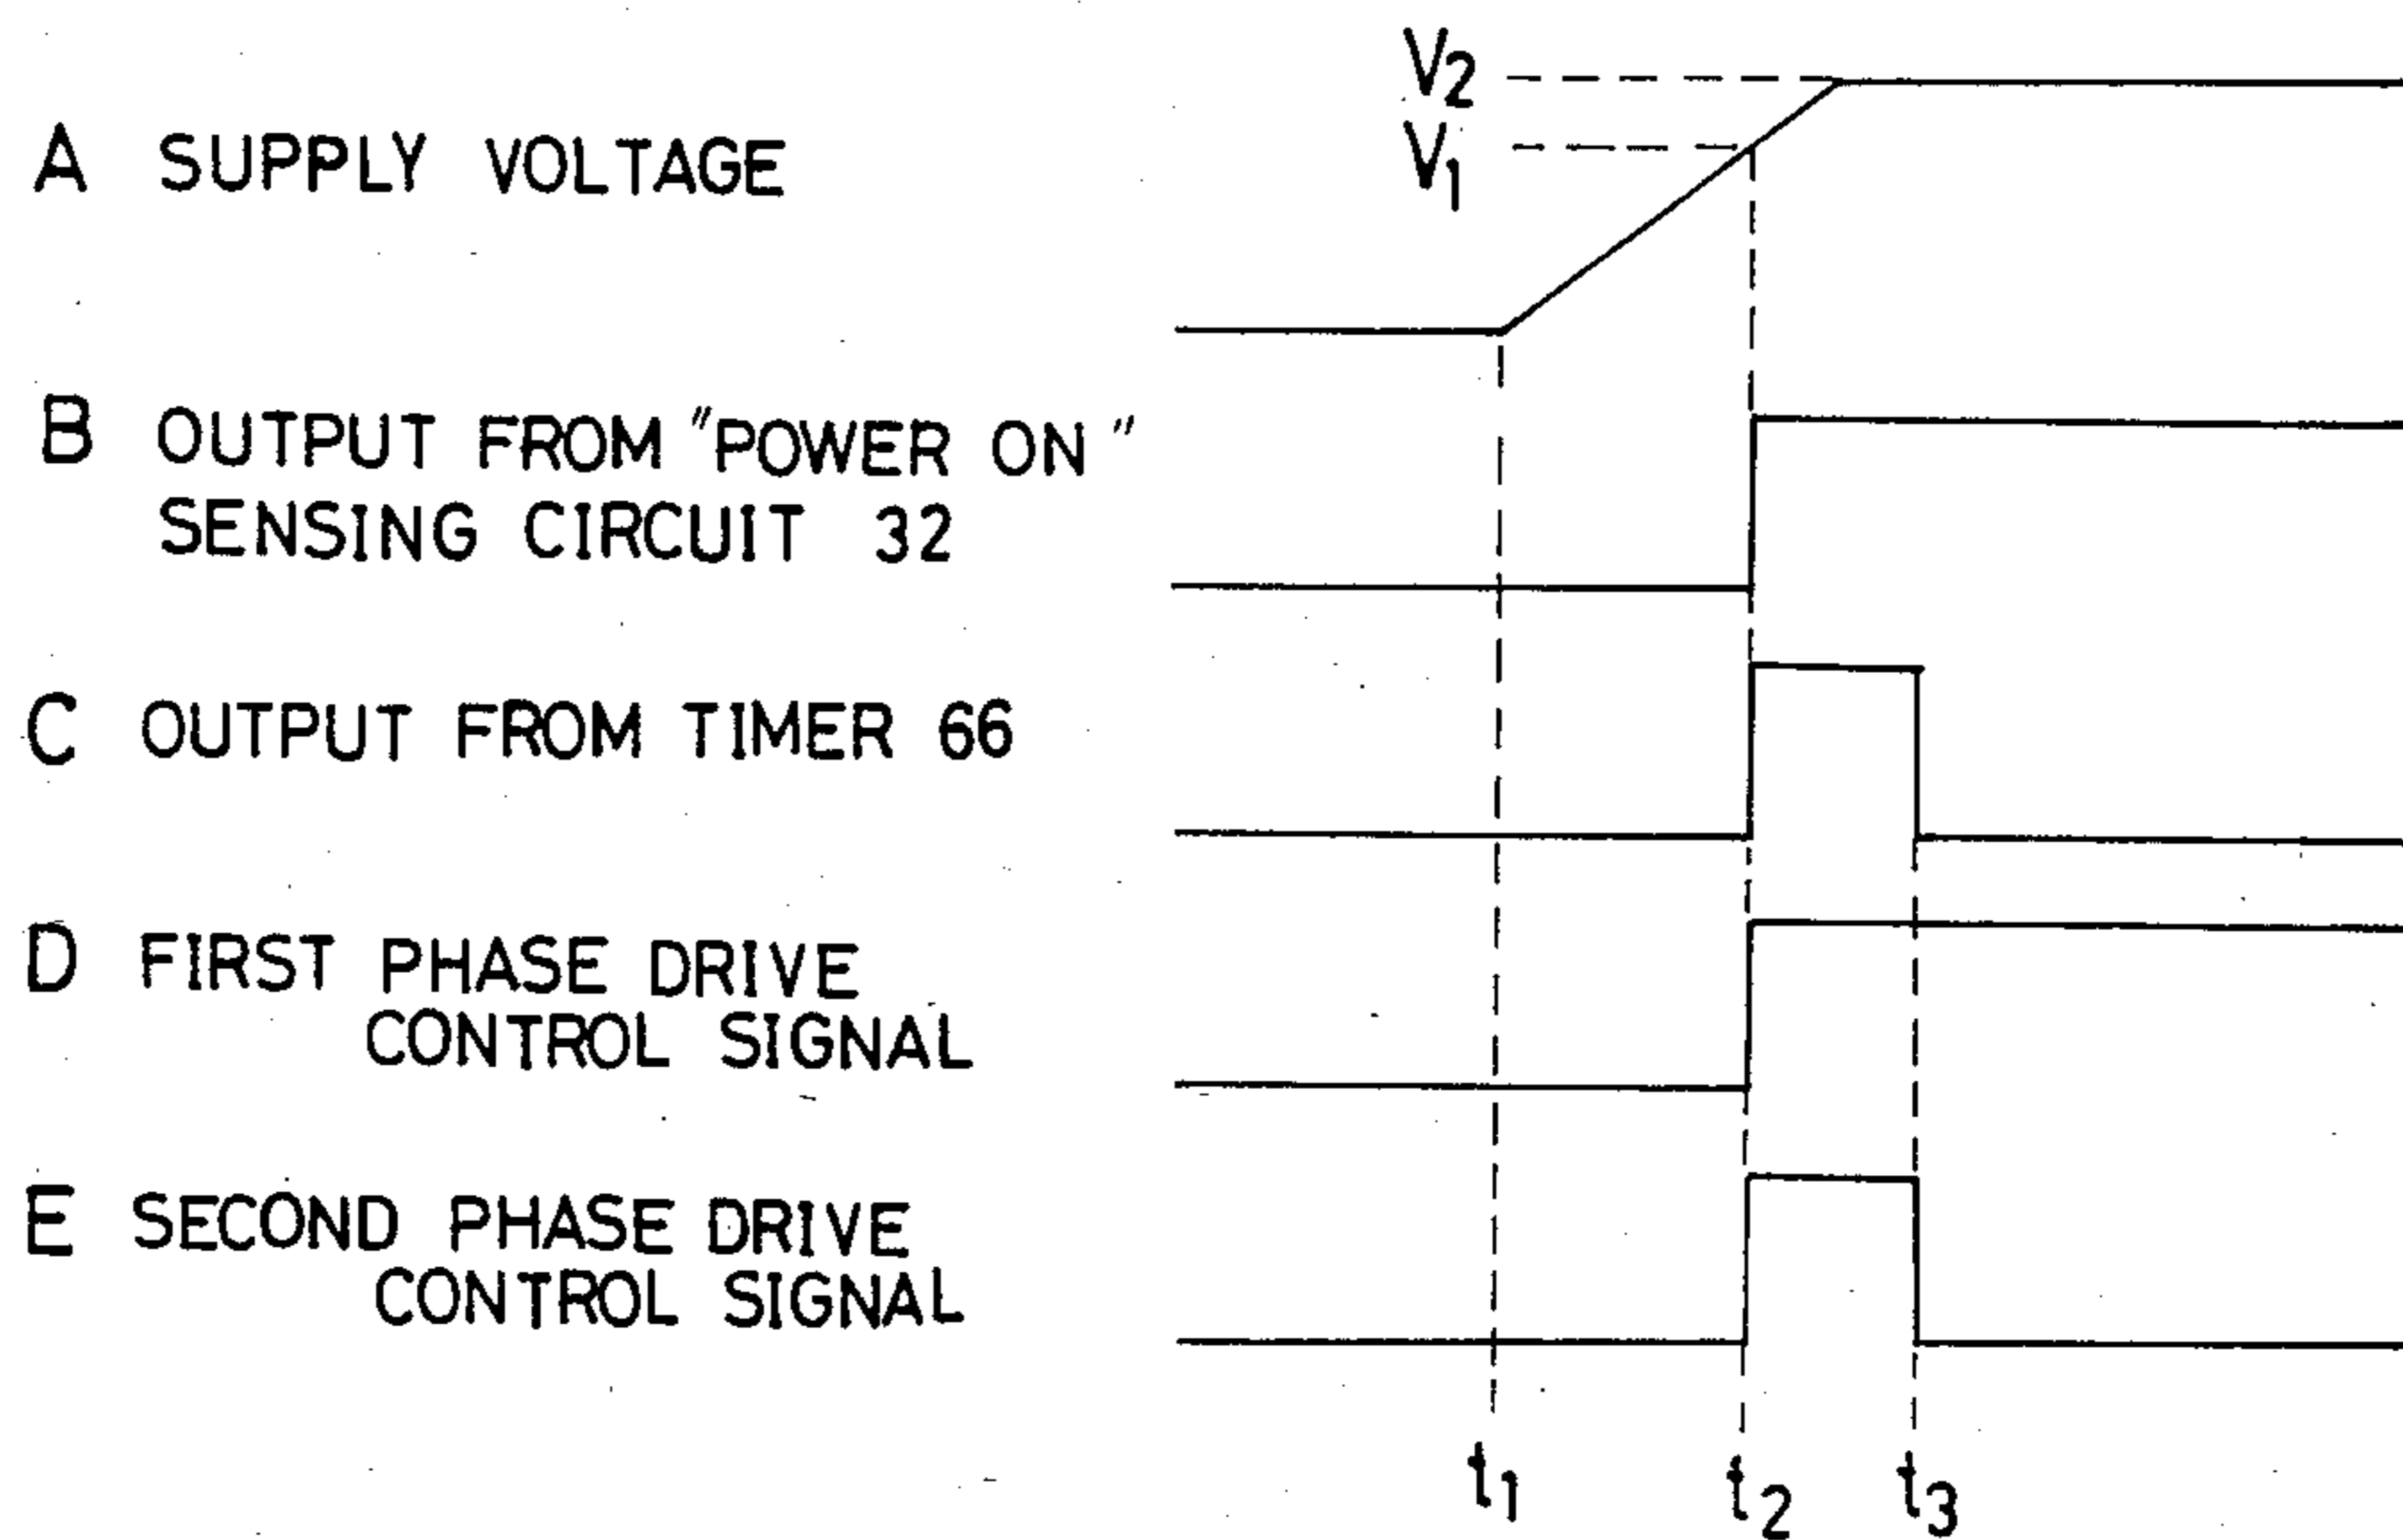 V2
V1
A SUPPLY VOLTAGE
B OUTPUT FROM "POWER ON"
SENSING CIRCUIT 32
C OUTPUT FROM TIMER 66
D FIRST PHASE DRIVE
CONTROL SIGNAL
E SECOND PHASE DRIVE
CONTROL SIGNAL
t1 t2 t3